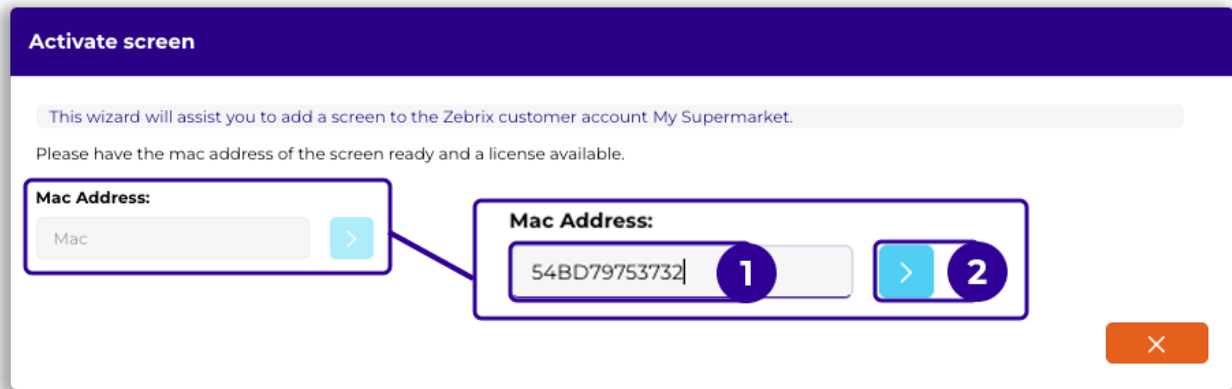 Activate screen
This wizard will assist you to add a screen to the Zebrix customer account My Supermarket.
Please have the mac address of the screen ready and a license available.
Mac Address:
Mac
Mac Address:
54BD79753732
1
2